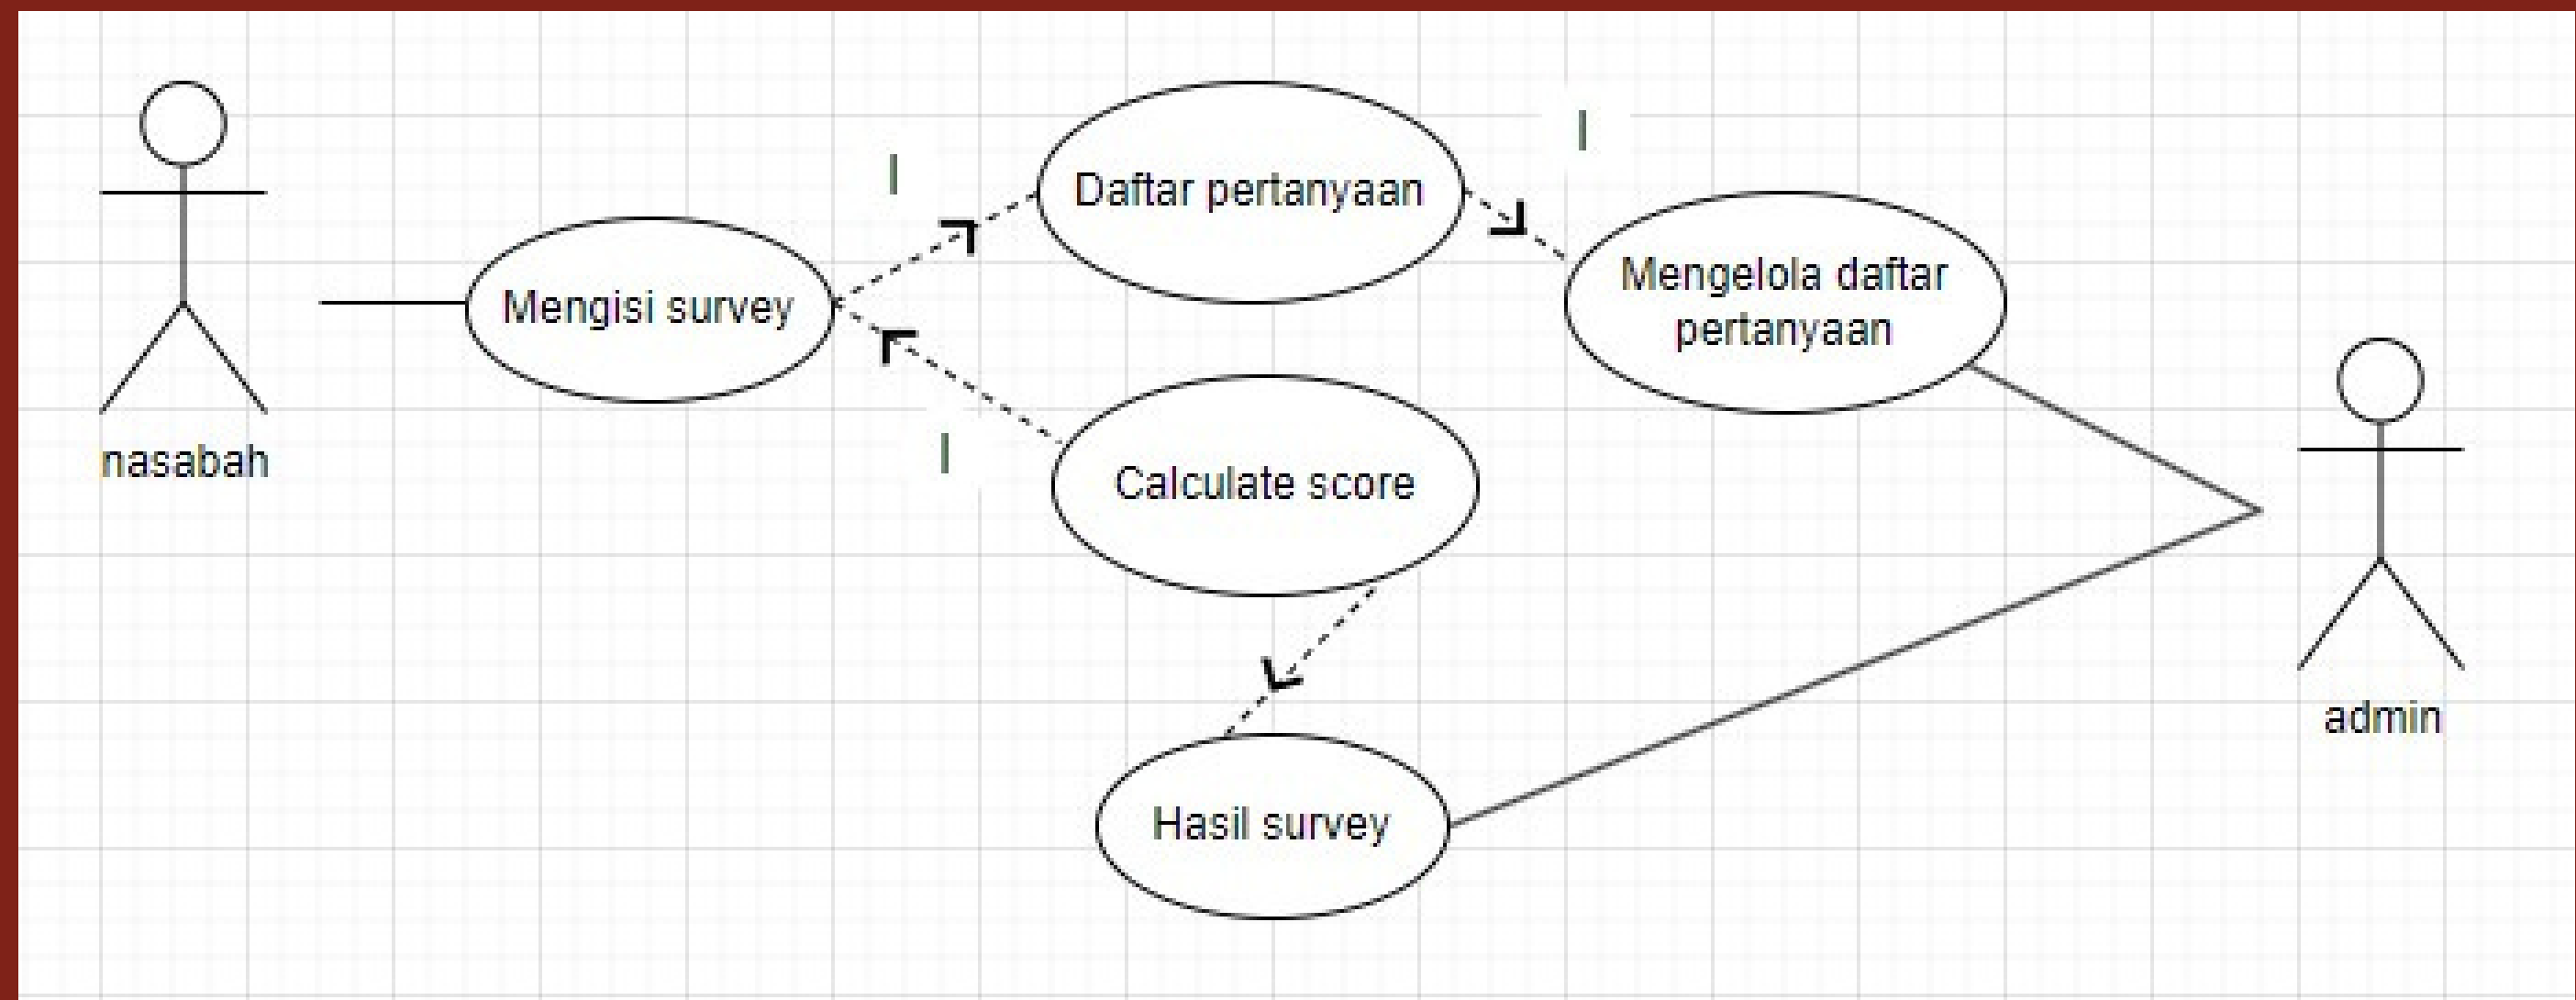 Daftar pertanyaan
Mengisi survey
Mengelola daftar
pertanyaan
nasabah
Calculate score
admin
Hasil survey